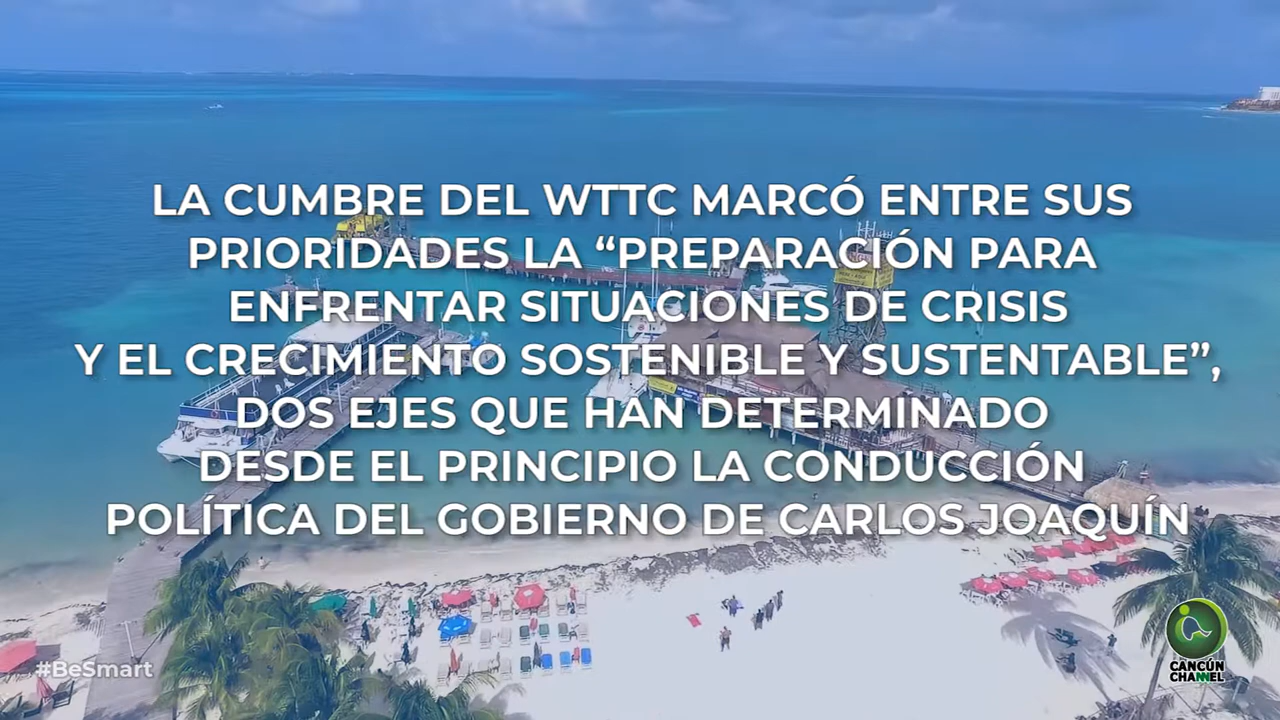 LA CUMBRE DEL WTTC MARCÓ ENTRE SUS
PRIORIDADES LA “PREPARACIÓN PARA
ENFRENTAR SITUACIONES DE CRISIS
Y EL CRECIMIENTO SOSTENIBLE Y SUSTENTABLE”,
DOS EJES QUE HAN DETERMINADO
DESDE EL PRINCIPIO LA CONDUCCIÓN
POLÍTICA DEL GOBIERNO DE CARLOS JOAQUÍN
#BeSmart
CANCÚN
CHANNEL